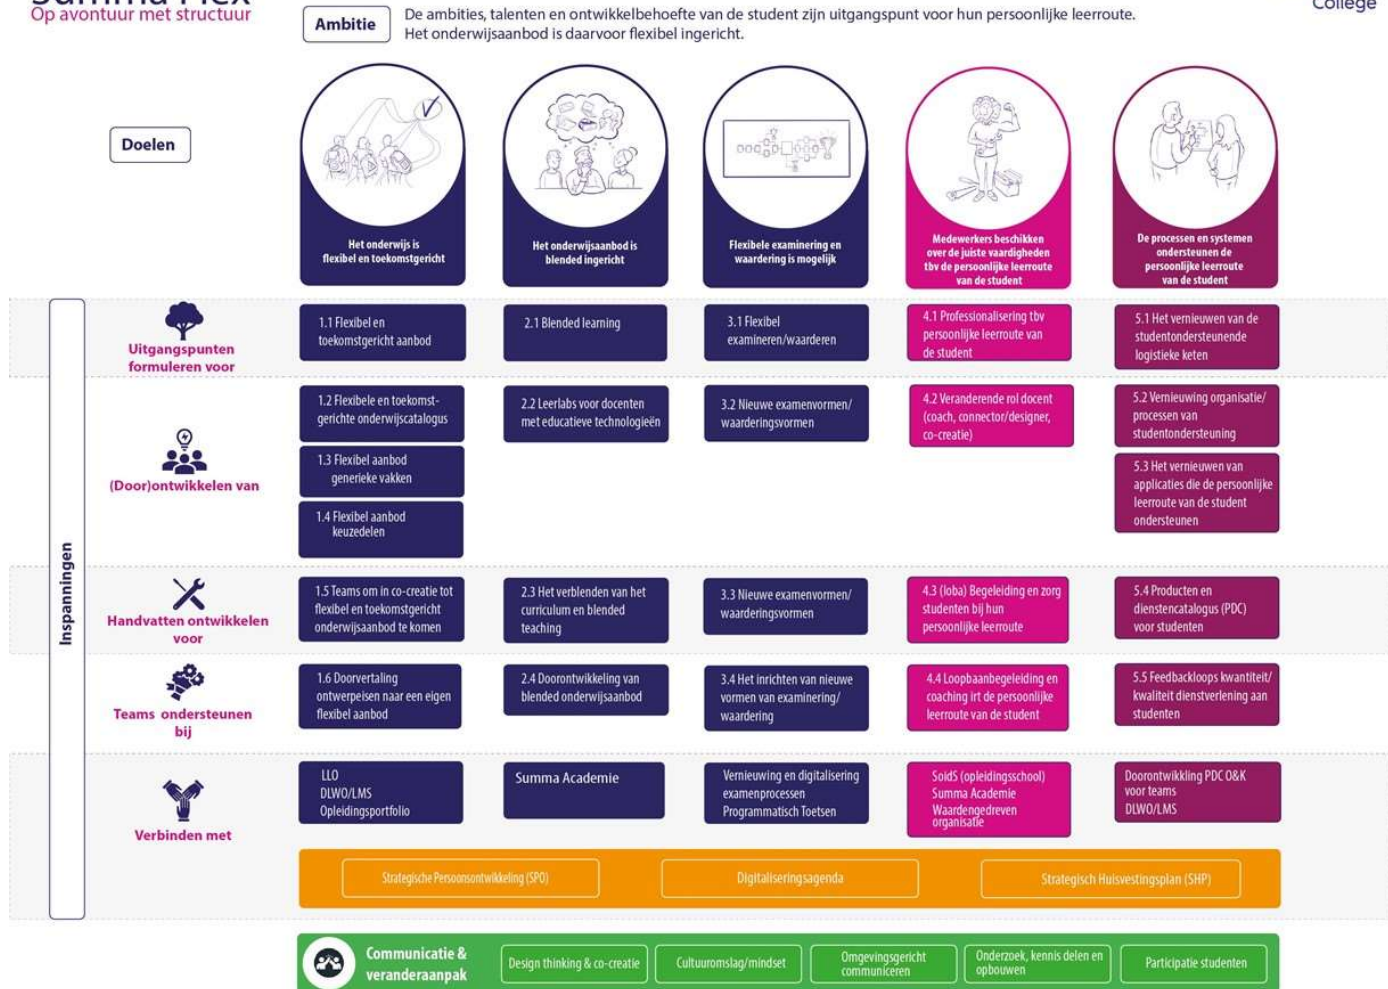 Summa Flex
Op avontuur met structuur
College
Ambitie
De ambities, talenten en ontwikkelbehoefte van de student zijn uitgangspunt voor hun persoonlijke leerroute.
Het onderwijsaanbod is daarvoor flexibel ingericht.
Doelen
Het onderwijs is
flexibel en toekomstgericht
Het onderwijsaanbod is
blended ingericht
Flexibele examinering en
waardering is mogelijk
Medewerkers beschikken
over de juiste vaardigheden
tbv de persoonlijke leerroute
van de student
De processen en systemen
ondersteunen de
persoonlijke leerroute
van de student
Inspanningen
Uitgangspunten
formuleren voor
1.1 Flexibel en
toekomstgericht aanbod
2.1 Blended learning
3.1 Flexibel
examineren/waarderen
4.1 Professionalisering tbv
persoonlijke leerroute van
de student
5.1 Het vernieuwen van de
studentondersteunende
logistieke keten
(Door)ontwikkelen van
1.2 Flexibele en toekomst-
gerichte onderwijscatalogus
1.3 Flexibel aanbod
generieke vakken
1.4 Flexibel aanbod
keuzedelen
2.2 Leerlabs voor docenten
met educatieve technologieën
3.2 Nieuwe examenvormen/
waarderingsvormen
4.2 Veranderende rol docent
(coach, connector/designer,
co-creatie)
5.2 Vernieuwing organisatie/
processen van
studentondersteuning
5.3 Het vernieuwen van
applicaties die de persoonlijke
leerroute van de student
ondersteunen
Handvatten ontwikkelen
voor
1.5 Teams om in co-creatie tot
flexibel en toekomstgericht
onderwijsaanbod te komen
2.3 Het verblenden van het
curriculum en blended
teaching
3.3 Nieuwe examenvormen/
waarderingsvormen
4.3 (loba) Begeleiding en zorg
studenten bij hun
persoonlijke leerroute
5.4 Producten en
dienstencatalogus (PDC)
voor studenten
Teams ondersteunen
bij
1.6 Doorvertaling
ontwerpeisen naar een eigen
flexibel aanbod
2.4 Doorontwikkeling van
blended onderwijsaanbod
3.4 Het inrichten van nieuwe
vormen van examinering/
waardering
4.4 Loopbaanbegeleiding en
coaching irt de persoonlijke
leerroute van de student
5.5 Feedbackloops kwantiteit/
kwaliteit dienstverlening aan
studenten
Verbinden met
LLO
DLWO/LMS
Opleidingsportfolio
Summa Academie
Vernieuwing en digitalisering
examenprocessen
Programmatisch Toetsen
SoidS (opleidingsschool)
Summa Academie
Waardengedreven
organisatie
Doorontwikkling PDC O&K
voor teams
DLWO/LMS
Strategische Persoonsontwikkeling (SPO)
Digitaliseringsagenda
Strategisch Huisvestingsplan (SHP)
Communicatie &
veranderaanpak
Design thinking & co-creatie
Cultuuromslag/mindset
Omgevingsgericht
communiceren
Onderzoek, kennis delen en
opbouwen
Participatie studenten